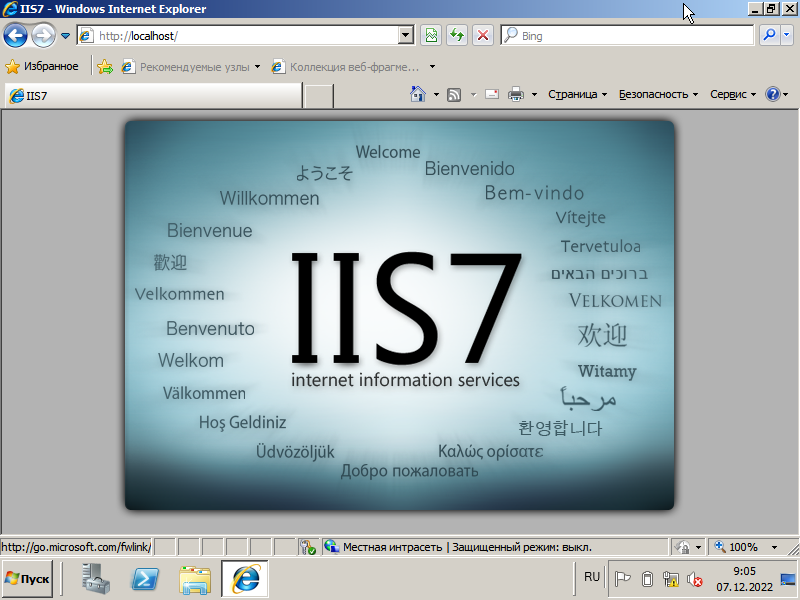 IIS7 - Windows Internet Explorer
http://localhost/
Bing
Избранное
Рекомендуемые узлы
Коллекция веб-фрагме...
IIS7
Страница
Безопасность
Сервис
Welcome
ようこそ
Bienvenido
Willkommen
Bem-vindo
Vítejte
Bienvenue
Tervetuloa
歡迎
ברוכים הבאים
Velkommen
VELKOMEN
IIS7
Benvenuto
欢迎
Welkom
Witamy
internet information services
Välkommen
مرحباً
Hoş Geldiniz
환영합니다
Üdvözöljük
Καλώς ορίσατε
Добро пожаловать
http://go.microsoft.com/fwlink/
Местная интрасеть | Защищенный режим: выкл.
100%
Пуск
RU
9:05
07.12.2022